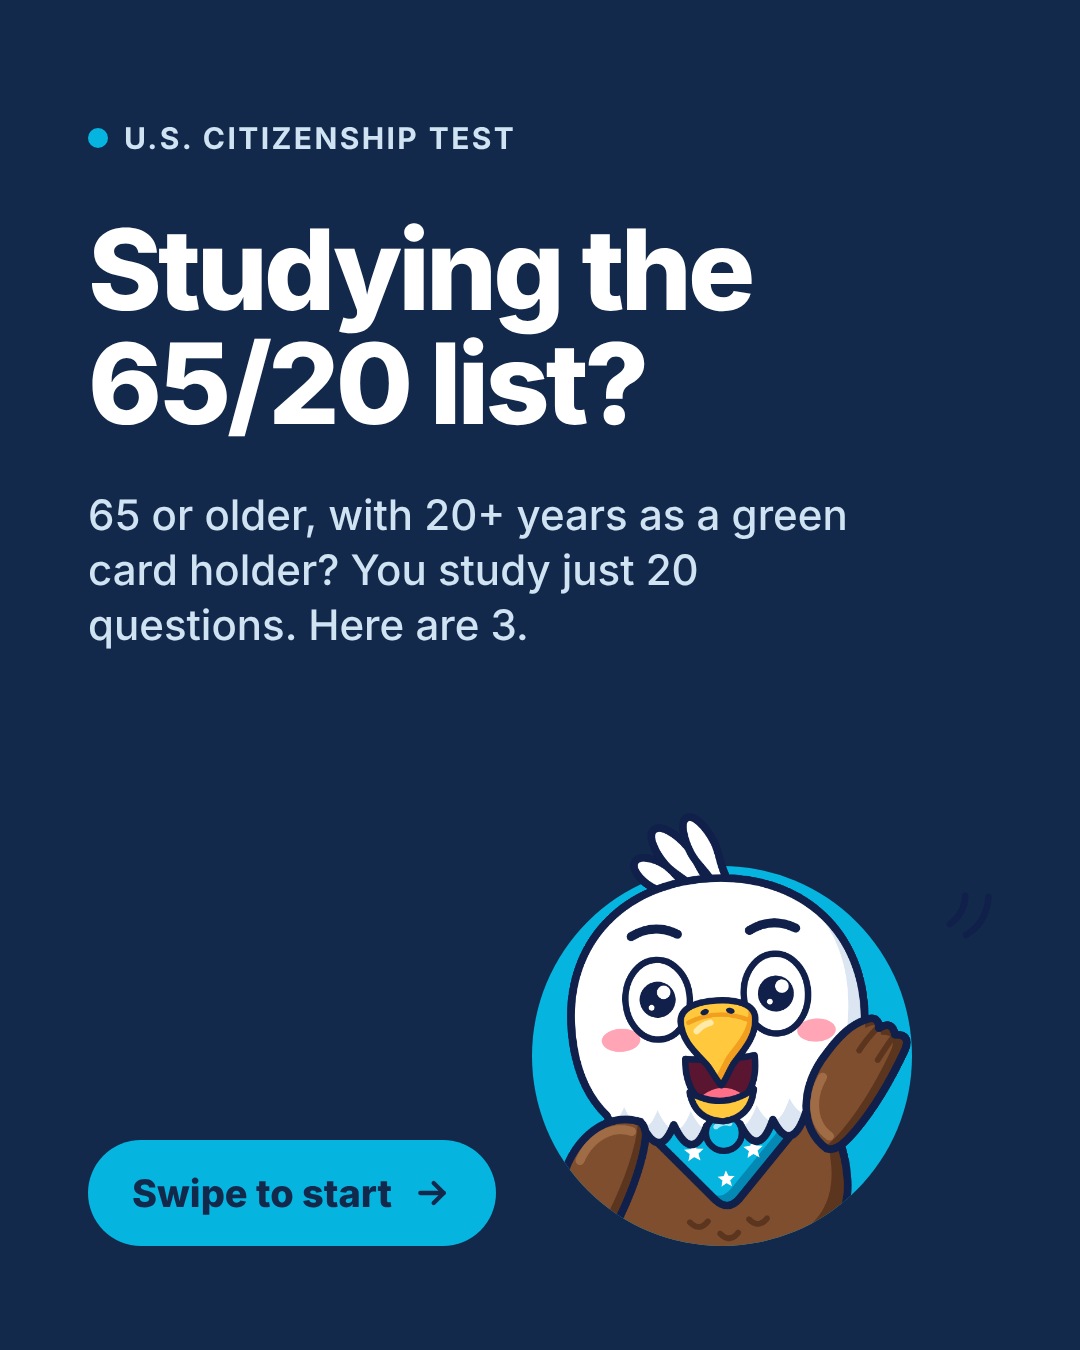 U.S. CITIZENSHIP TEST
Studying the
65/20 list?
65 or older, with 20+ years as a green
card holder? You study just 20
questions. Here are 3.
Swipe to start →